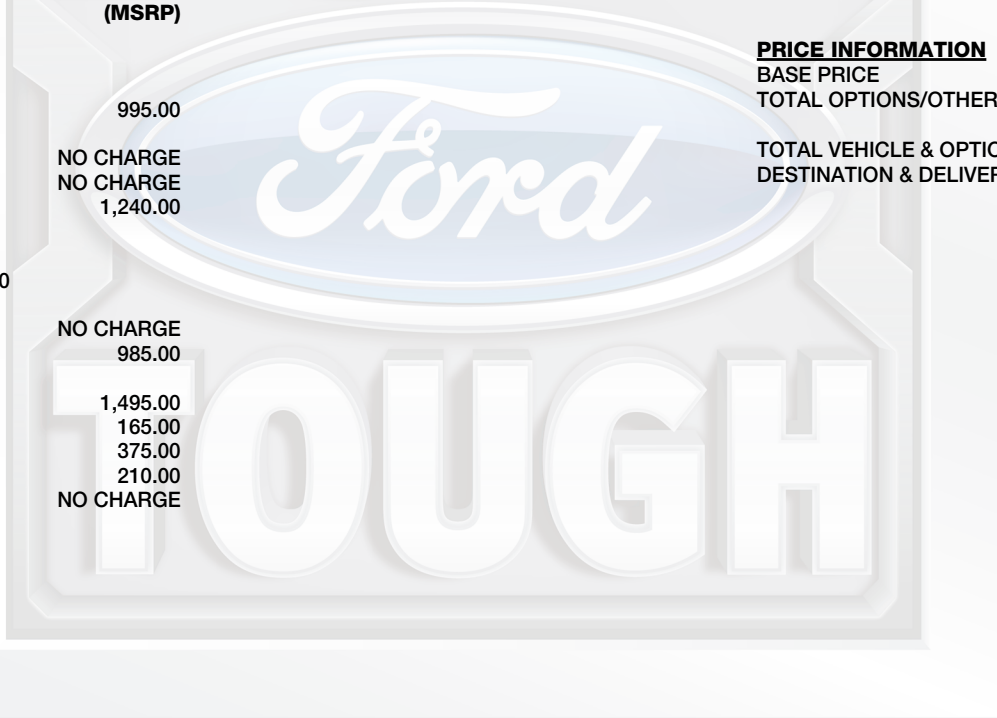 (MSRP)
995.00
NO CHARGE
NO CHARGE
1,240.00
0
NO CHARGE
985.00
1,495.00
165.00
375.00
210.00
NO CHARGE
PRICE INFORMATION
BASE PRICE
TOTAL OPTIONS/OTHER
TOTAL VEHICLE & OPTIO
DESTINATION & DELIVER
Ford
TOUGH